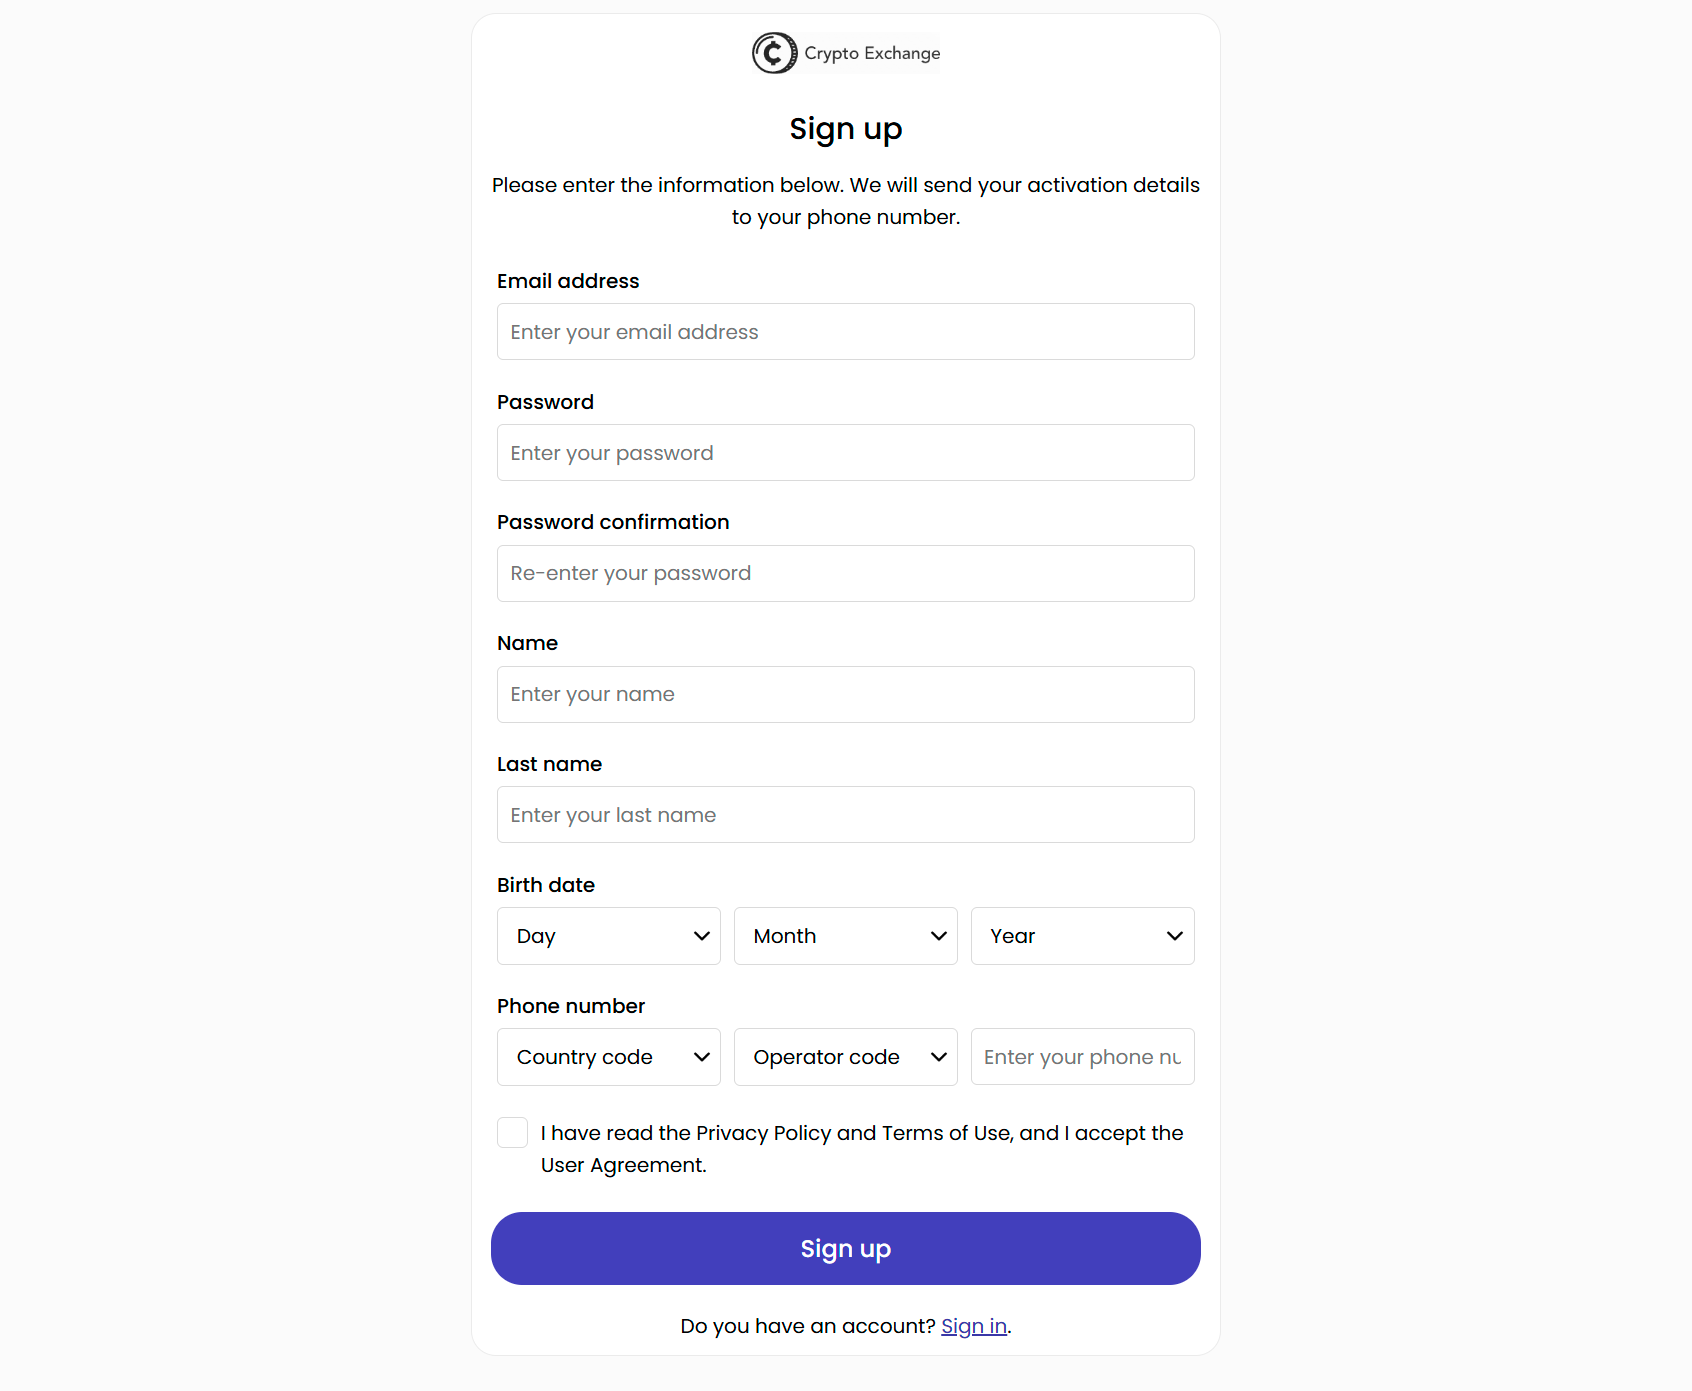 Crypto Exchange
Sign up
Please enter the information below. We will send your activation details
to your phone number.
Email address
Enter your email address
Password
Enter your password
Password confirmation
Re-enter your password
Name
Enter your name
Last name
Enter your last name
Birth date
Day Month Year
Phone number
Country code Operator code Enter your phone nu
I have read the Privacy Policy and Terms of Use, and I accept the
User Agreement.
Sign up
Do you have an account? Sign in.